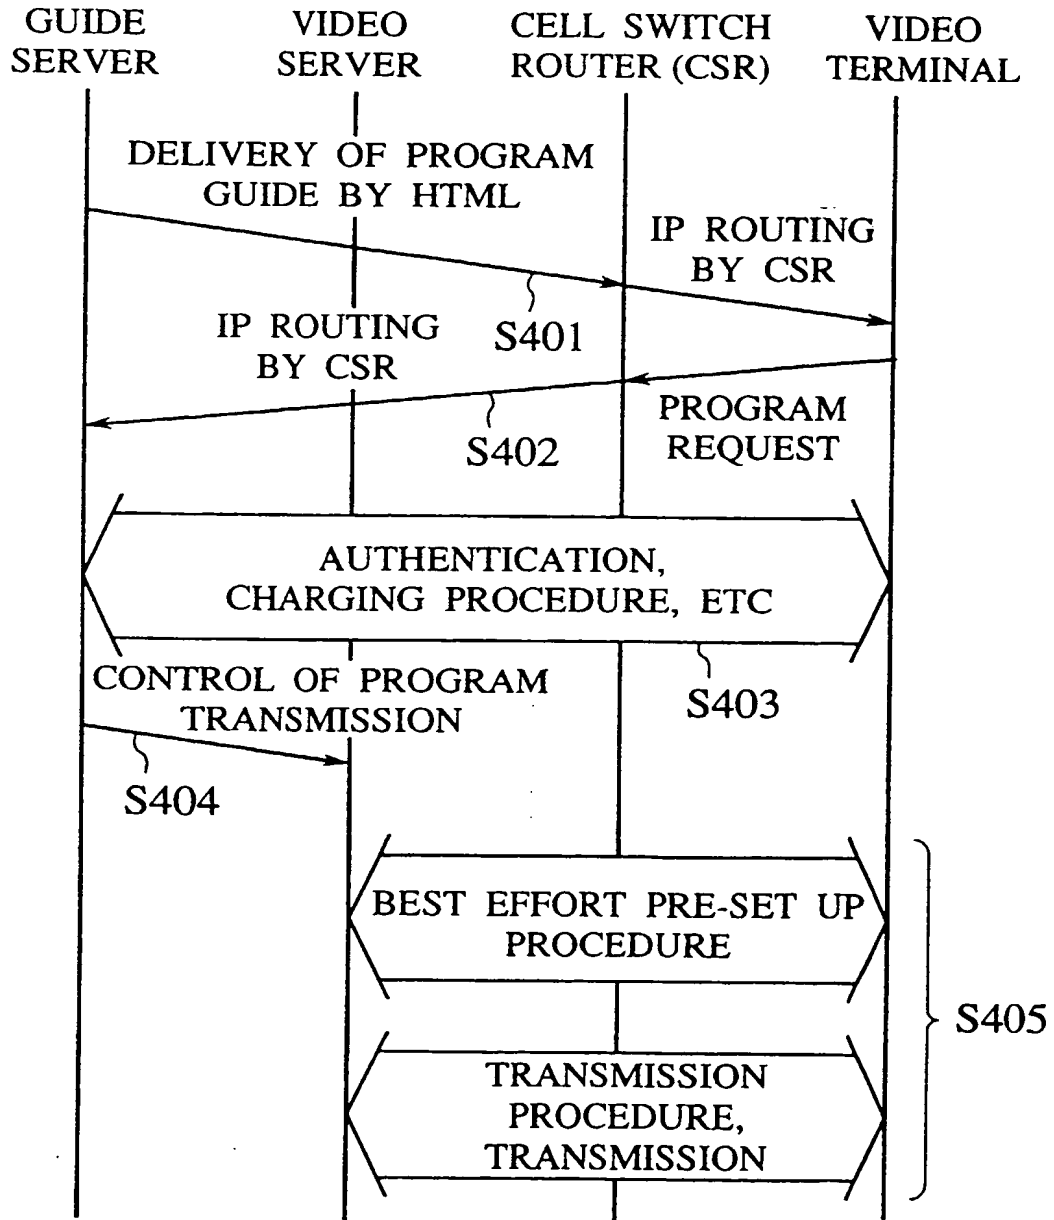 GUIDE
SERVER
VIDEO
SERVER
CELL SWITCH
ROUTER (CSR)
VIDEO
TERMINAL
DELIVERY OF PROGRAM
GUIDE BY HTML
IP ROUTING
BY CSR
S401
IP ROUTING
BY CSR
PROGRAM
REQUEST
S402
AUTHENTICATION,
CHARGING PROCEDURE, ETC
S403
CONTROL OF PROGRAM
TRANSMISSION
S404
BEST EFFORT PRE-SET UP
PROCEDURE
S405
TRANSMISSION
PROCEDURE,
TRANSMISSION